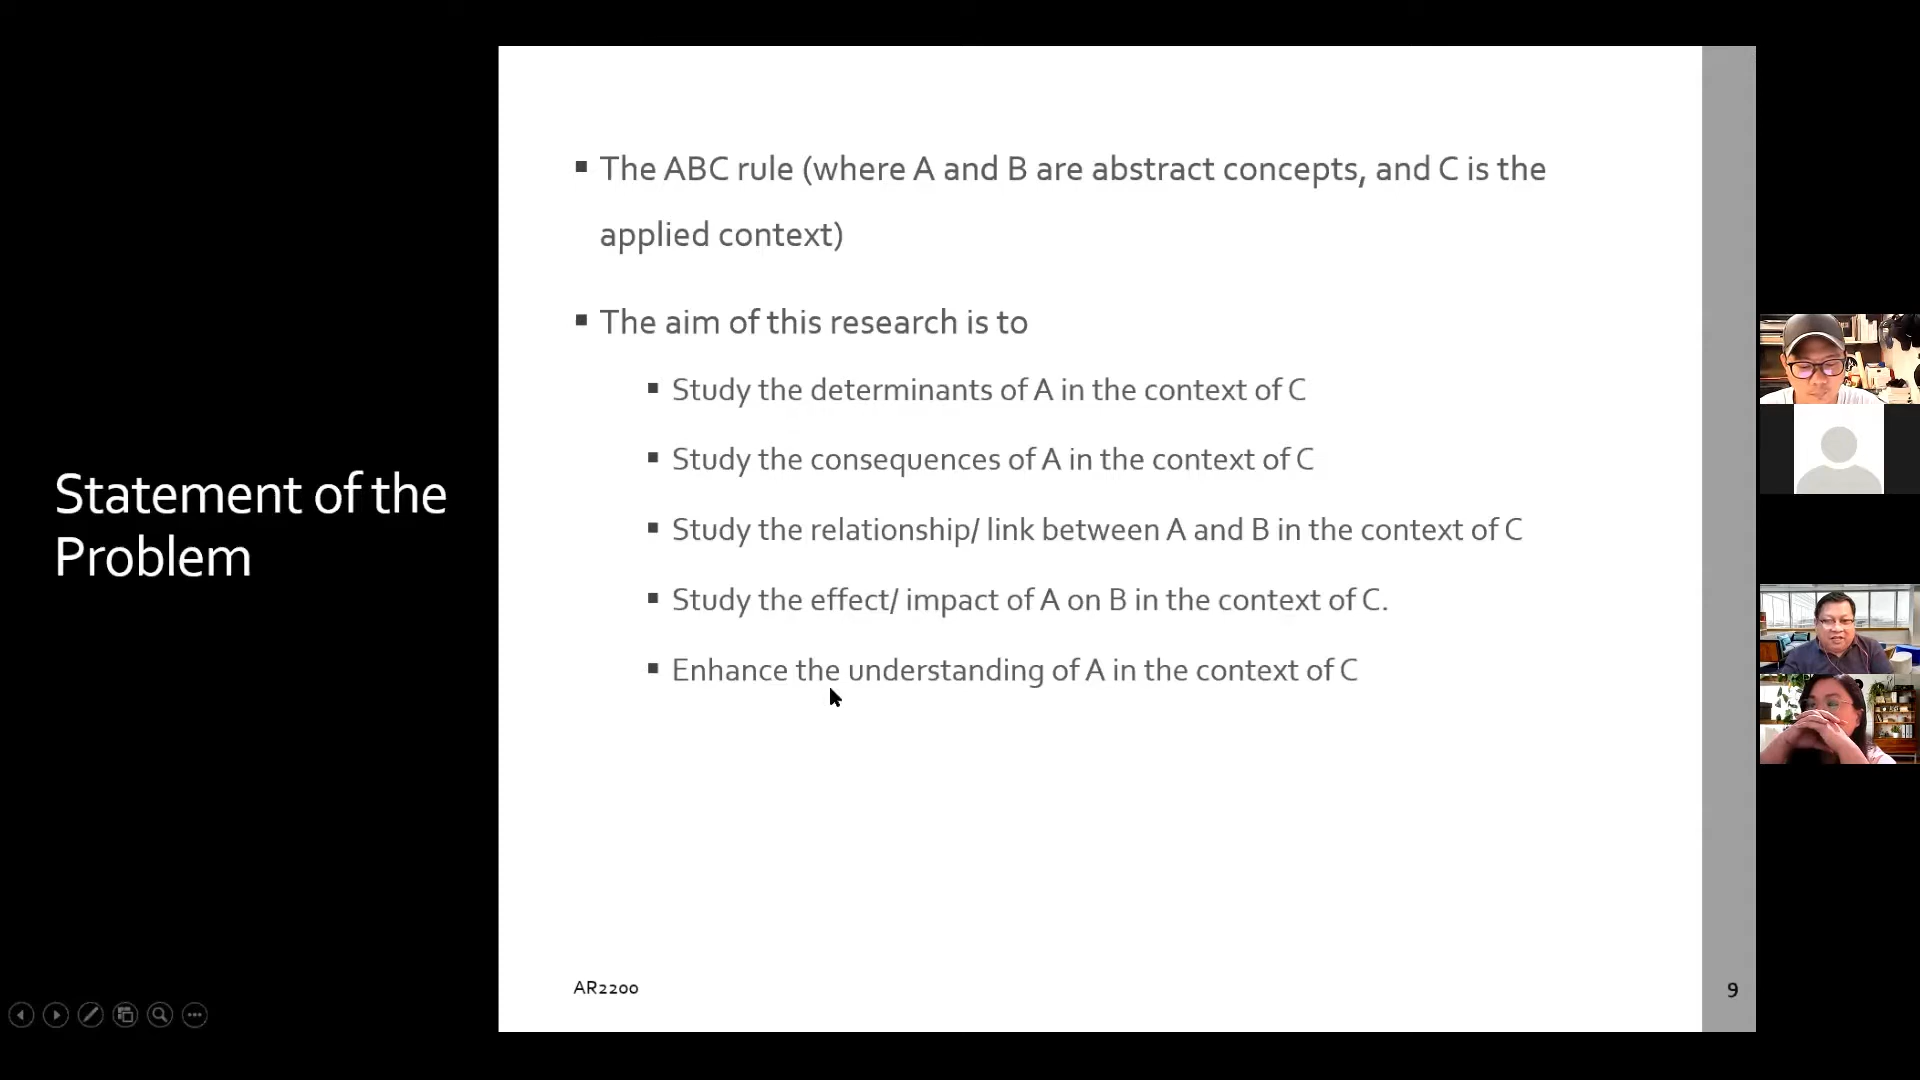 Statement of the
Problem
The ABC rule (where A and B are abstract concepts, and C is the
applied context)
The aim of this research is to
Study the determinants of A in the context of C
Study the consequences of A in the context of C
Study the relationship/ link between A and B in the context of C
Study the effect/ impact of A on B in the context of C.
Enhance the understanding of A in the context of C
AR2200
9